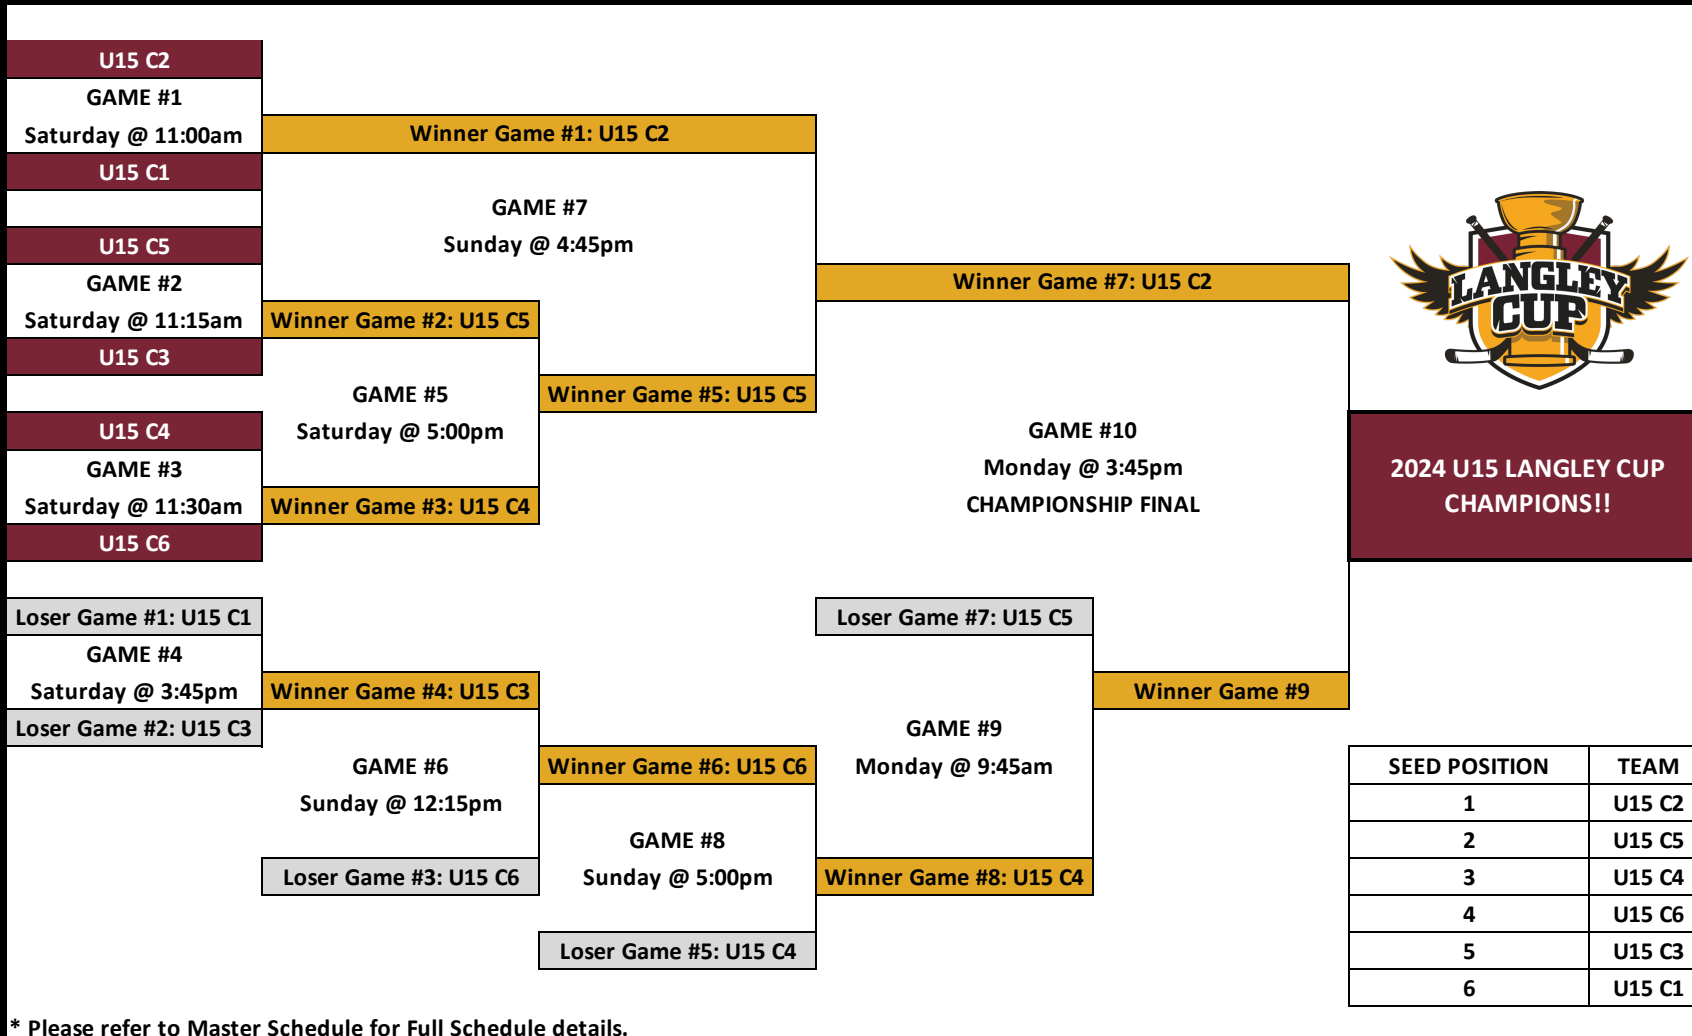 U15 C2
GAME #1
Saturday @ 11:00am
U15 C1
Winner Game #1: U15 C2
GAME #7
Sunday @ 4:45pm
U15 C5
GAME #2
Saturday @ 11:15am
U15 C3
Winner Game #2: U15 C5
GAME #5
Saturday @ 5:00pm
Winner Game #3: U15 C4
U15 C4
GAME #3
Saturday @ 11:30am
U15 C6
Winner Game #5: U15 C5
Winner Game #7: U15 C2
GAME #10
Monday @ 3:45pm
CHAMPIONSHIP FINAL
LANGLEY
CUP
2024 U15 LANGLEY CUP
CHAMPIONS!!
Loser Game #1: U15 C1
GAME #4
Saturday @ 3:45pm
Loser Game #2: U15 C3
Winner Game #4: U15 C3
GAME #6
Sunday @ 12:15pm
Loser Game #3: U15 C6
Winner Game #6: U15 C6
GAME #8
Sunday @ 5:00pm
Loser Game #5: U15 C4
Loser Game #7: U15 C5
GAME #9
Monday @ 9:45am
Winner Game #8: U15 C4
Winner Game #9
SEED POSITION TEAM
1 U15 C2
2 U15 C5
3 U15 C4
4 U15 C6
5 U15 C3
6 U15 C1
* Please refer to Master Schedule for Full Schedule details.